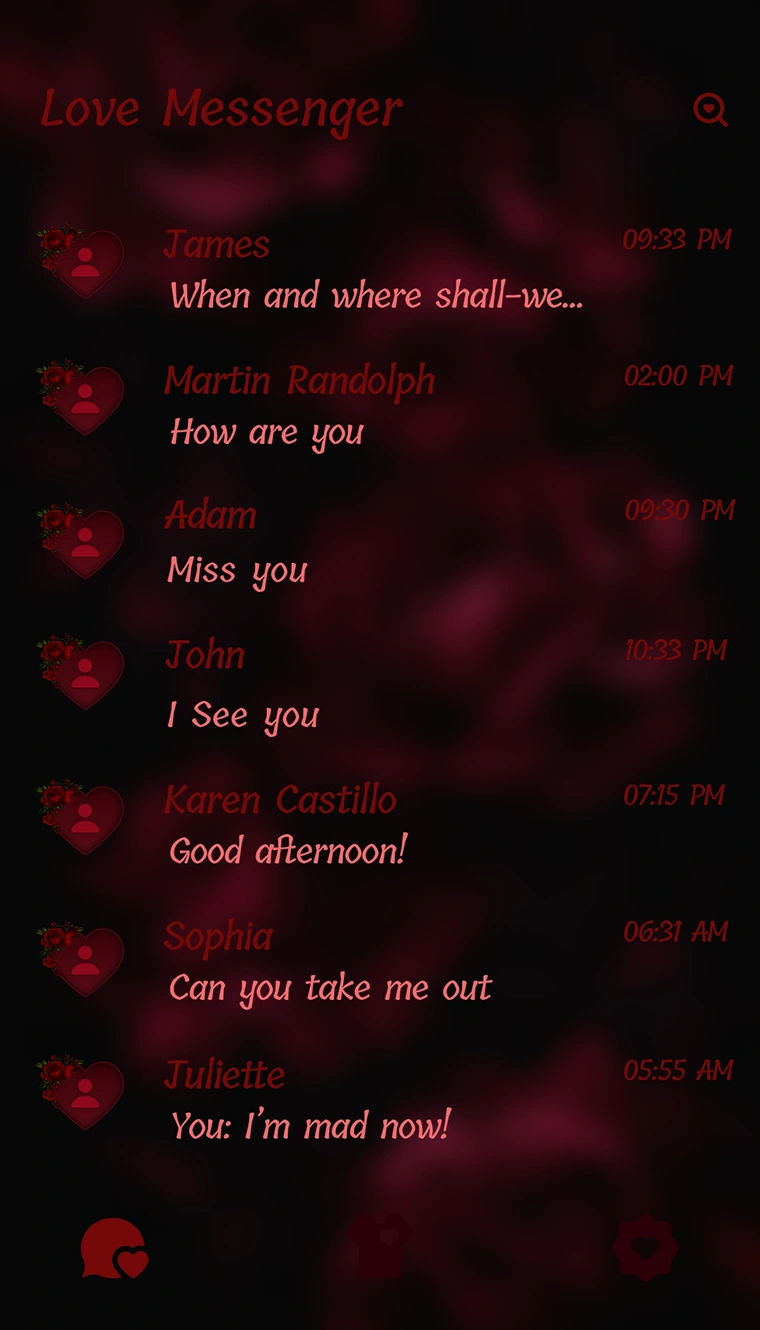 Love Messenger
James 09:33 PM
When and where shall-we...
Martin Randolph 02:00 PM
How are you
Adam 09:30 PM
Miss you
John 10:33 PM
I See you
Karen Castillo 07:15 PM
Good afternoon!
Sophia 06:31 AM
Can you take me out
Juliette 05:55 AM
You: I'm mad now!